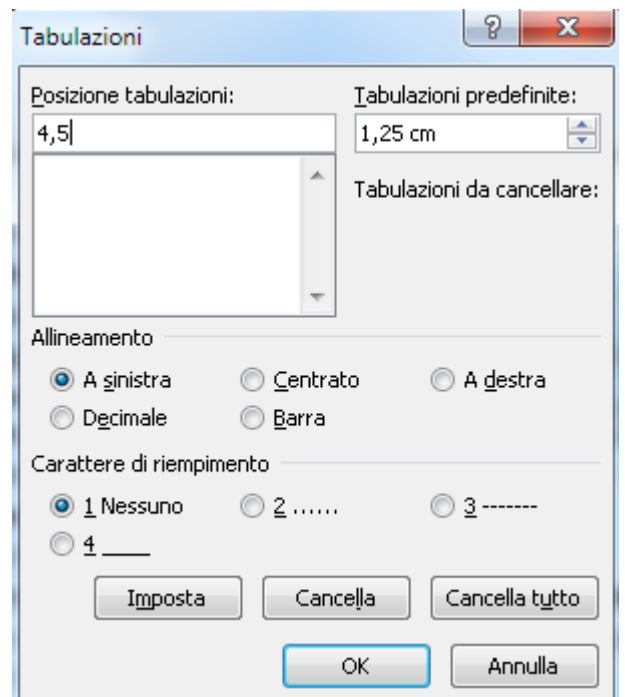 Tabulazioni
Posizione tabulazioni: Tabulazioni predefinite:
4,5 1,25 cm
Tabulazioni da cancellare:
Allineamento
A sinistra Centrato A destra
Decimale Barra
Carattere di riempimento
1 Nessuno 2 ...... 3 -------
4 ____
Imposta Cancella Cancella tutto
OK Annulla